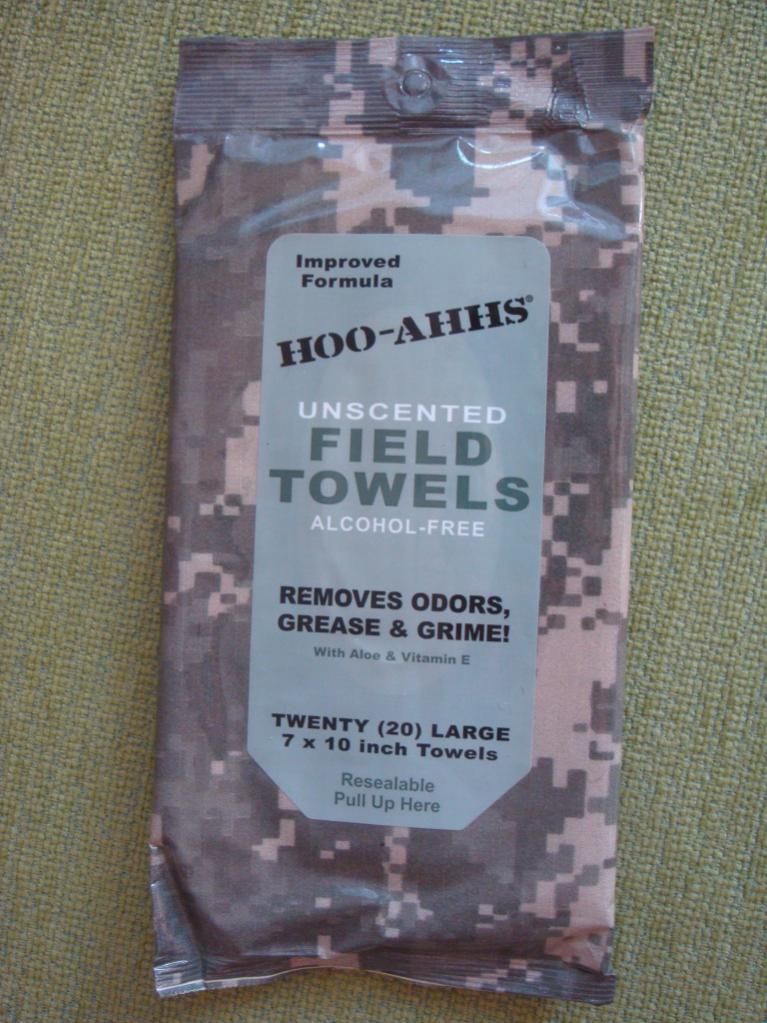 Improved
Formula
HOO-AHHS®
UNSCENTED
FIELD
TOWELS
ALCOHOL-FREE
REMOVES ODORS,
GREASE & GRIME!
With Aloe & Vitamin E
TWENTY (20) LARGE
7 x 10 inch Towels
Resealable
Pull Up Here